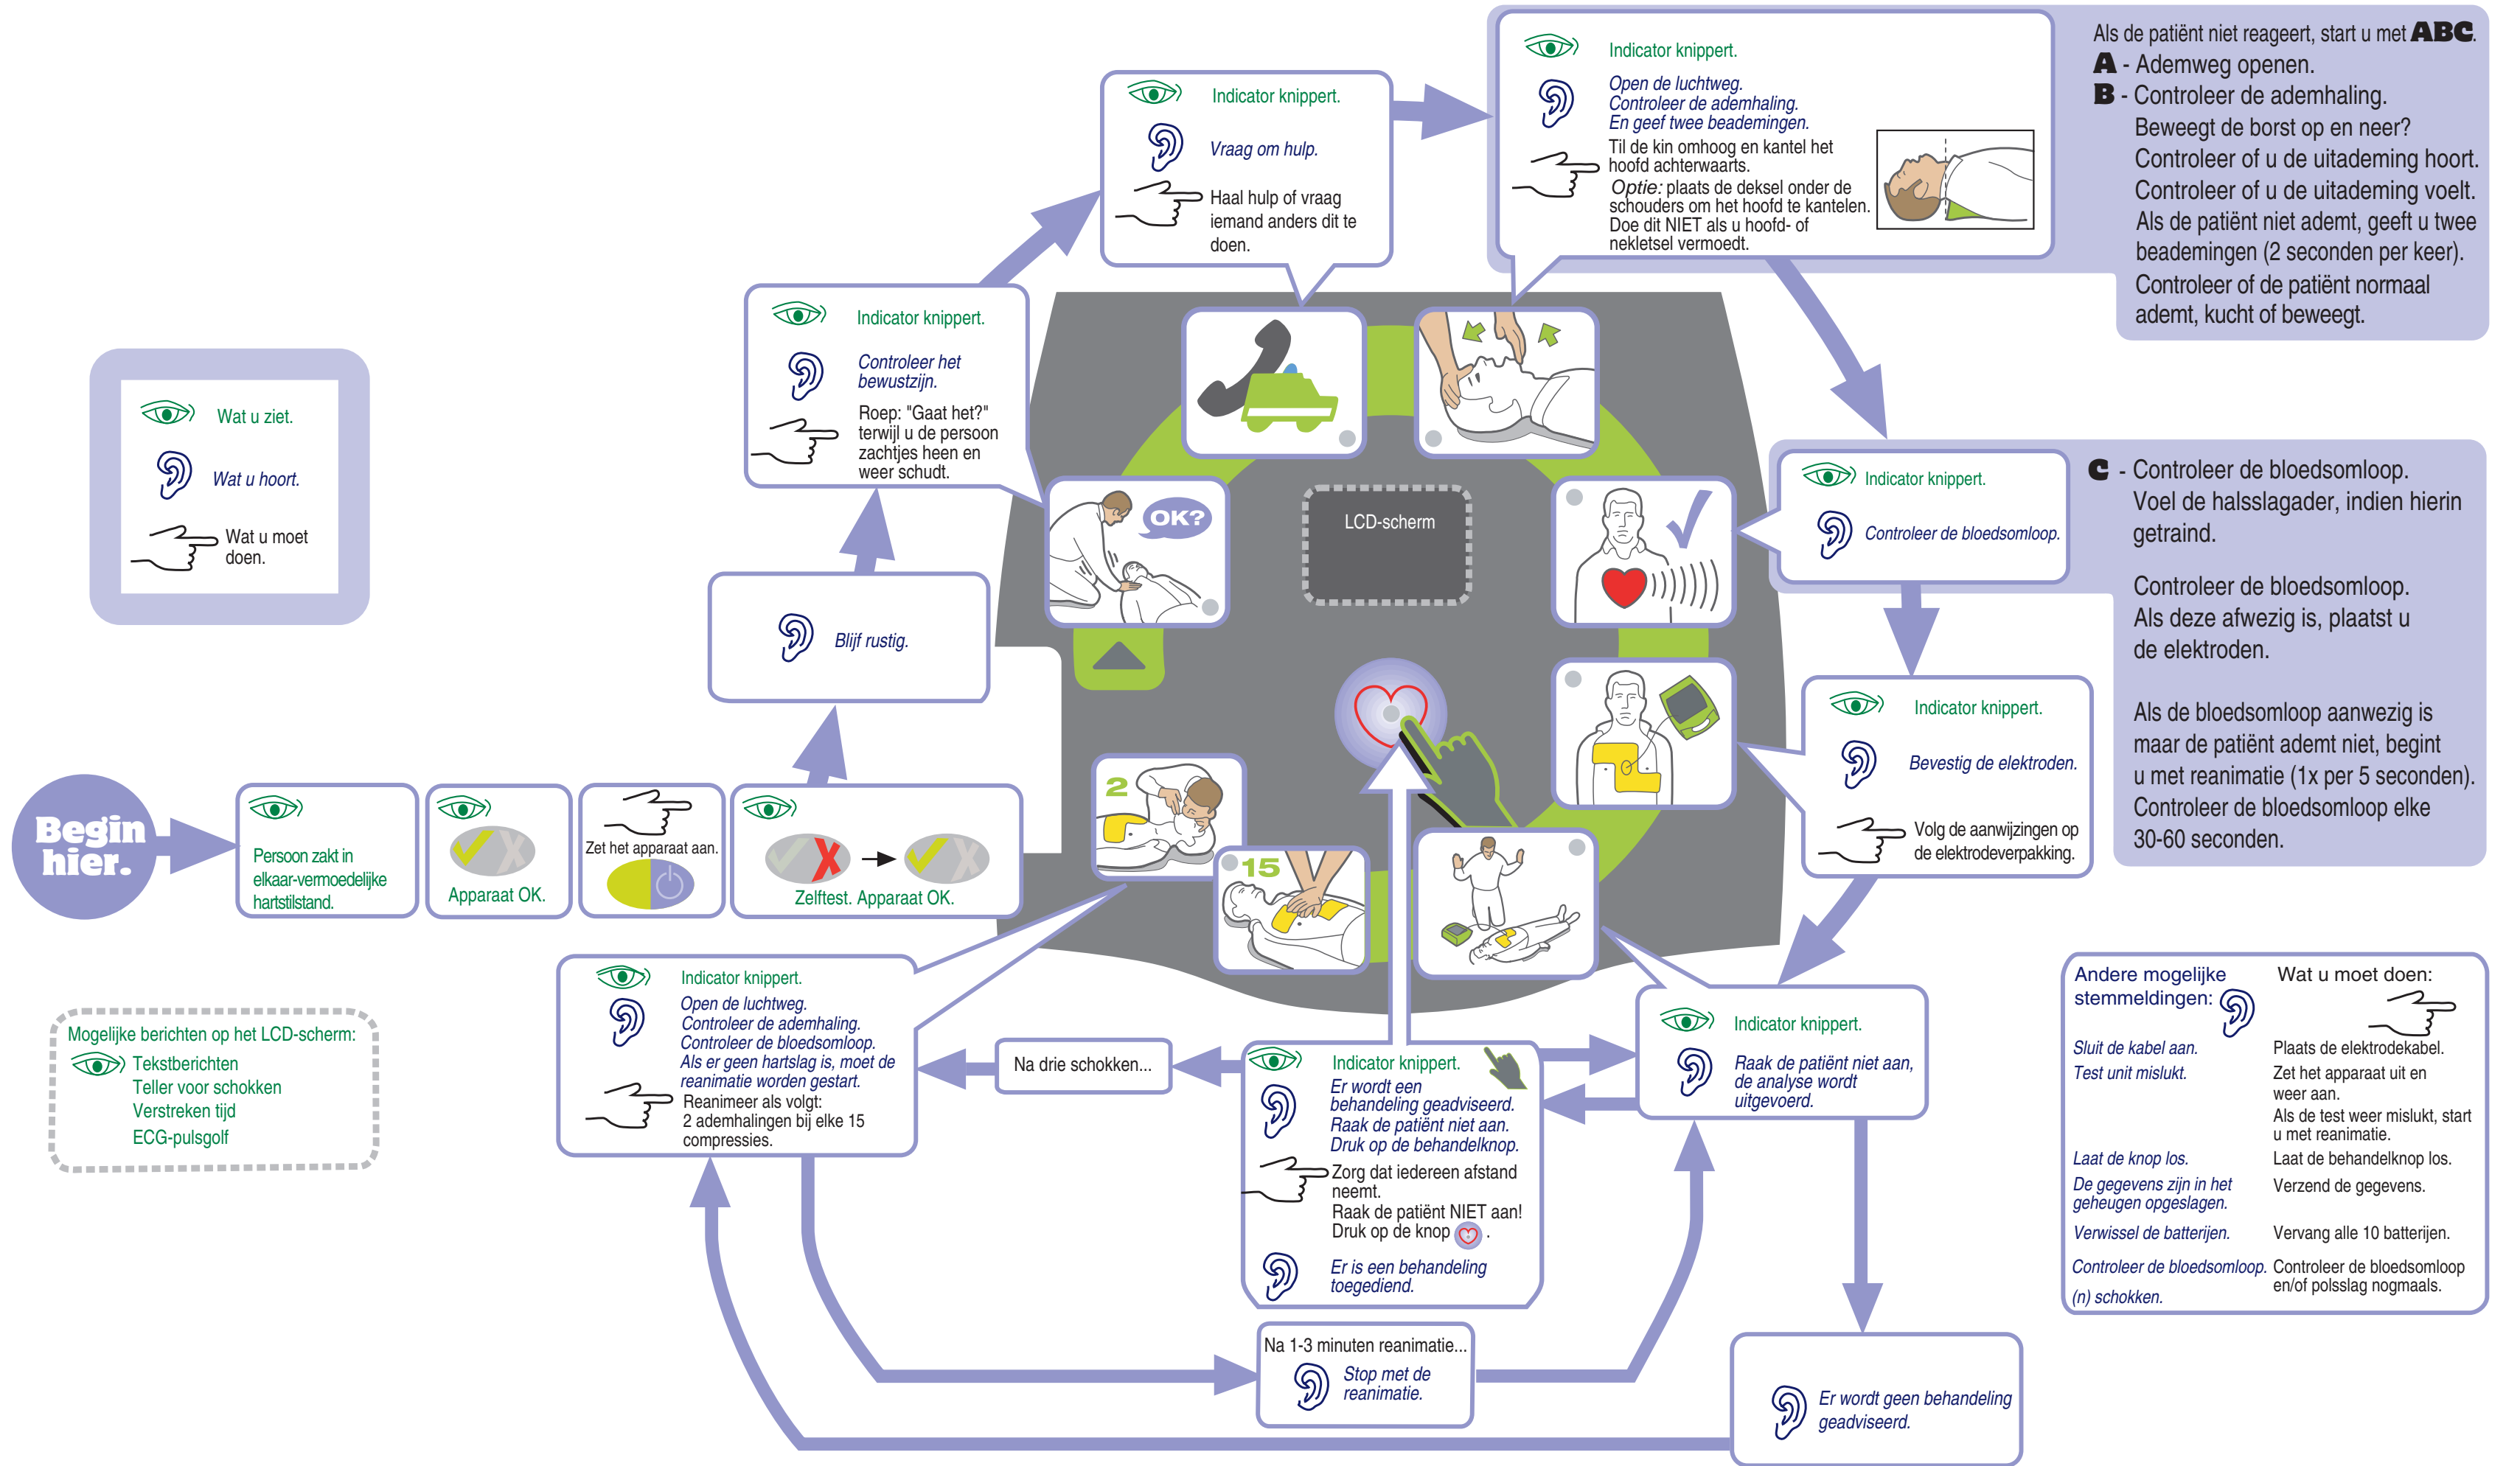 Wat u ziet.
Wat u hoort.
Wat u moet
doen.
Begin
hier.
Persoon zakt in
elkaar-vermoedelijke
hartstilstand.
Apparaat OK.
Zet het apparaat aan.
Zelftest. Apparaat OK.
Blijf rustig.
Indicator knippert.
Controleer het
bewustzijn.
Roep: "Gaat het?"
terwijl u de persoon
zachtjes heen en
weer schudt.
Indicator knippert.
Vraag om hulp.
Haal hulp of vraag
iemand anders dit te
doen.
Indicator knippert.
Open de luchtweg.
Controleer de ademhaling.
En geef twee beademingen.
Til de kin omhoog en kantel het
hoofd achterwaarts.
Optie: plaats de deksel onder de
schouders om het hoofd te kantelen.
Doe dit NIET als u hoofd- of
nekletsel vermoedt.
Als de patiënt niet reageert, start u met ABC.
A - Ademweg openen.
B - Controleer de ademhaling.
Beweegt de borst op en neer?
Controleer of u de uitademing hoort.
Controleer of u de uitademing voelt.
Als de patiënt niet ademt, geeft u twee
beademingen (2 seconden per keer).
Controleer of de patiënt normaal
ademt, kucht of beweegt.
Indicator knippert.
Controleer de bloedsomloop.
C - Controleer de bloedsomloop.
Voel de halsslagader, indien hierin
getraind.
Controleer de bloedsomloop.
Als deze afwezig is, plaatst u
de elektroden.
Als de bloedsomloop aanwezig is
maar de patiënt ademt niet, begint
u met reanimatie (1x per 5 seconden).
Controleer de bloedsomloop elke
30-60 seconden.
Indicator knippert.
Bevestig de elektroden.
Volg de aanwijzingen op
de elektrodeverpakking.
OK?
LCD-scherm
2
15
Indicator knippert.
Raak de patiënt niet aan,
de analyse wordt
uitgevoerd.
Indicator knippert.
Er wordt een
behandeling geadviseerd.
Raak de patiënt niet aan.
Druk op de behandelknop.
Zorg dat iedereen afstand
neemt.
Raak de patiënt NIET aan!
Druk op de knop .
Er is een behandeling
toegediend.
Na drie schokken...
Indicator knippert.
Open de luchtweg.
Controleer de ademhaling.
Controleer de bloedsomloop.
Als er geen hartslag is, moet de
reanimatie worden gestart.
Reanimeer als volgt:
2 ademhalingen bij elke 15
compressies.
Na 1-3 minuten reanimatie...
Stop met de
reanimatie.
Er wordt geen behandeling
geadviseerd.
Mogelijke berichten op het LCD-scherm:
Tekstberichten
Teller voor schokken
Verstreken tijd
ECG-pulsgolf
Andere mogelijke
stemmeldingen:
Wat u moet doen:
Sluit de kabel aan.
Plaats de elektrodekabel.
Test unit mislukt.
Zet het apparaat uit en
weer aan.
Als de test weer mislukt, start
u met reanimatie.
Laat de knop los.
Laat de behandelknop los.
De gegevens zijn in het
geheugen opgeslagen.
Verzend de gegevens.
Verwissel de batterijen.
Vervang alle 10 batterijen.
Controleer de bloedsomloop.
Controleer de bloedsomloop
en/of polsslag nogmaals.
(n) schokken.